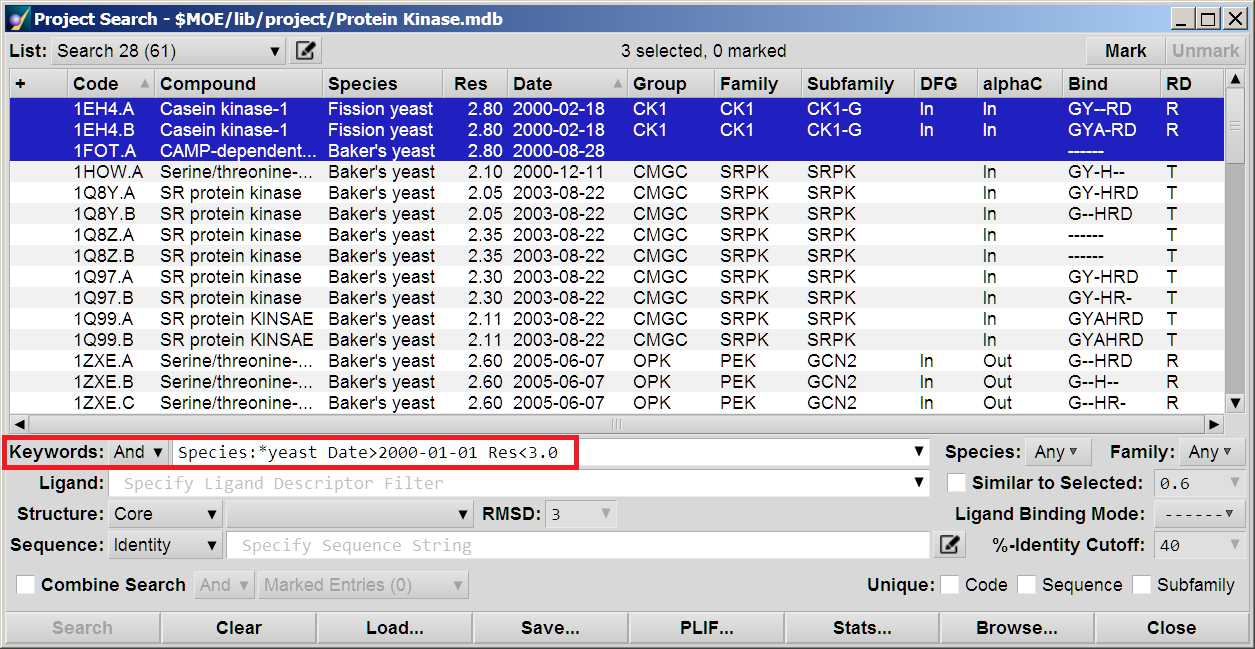 Project Search - $MOE/lib/project/Protein Kinase.mdb
List: Search 28 (61) 3 selected, 0 marked Mark Unmark
+ Code Compound Species Res Date Group Family Subfamily DFG alphaC Bind RD
1EH4.A Casein kinase-1 Fission yeast 2.80 2000-02-18 CK1 CK1 CK1-G In In GY--RD R
1EH4.B Casein kinase-1 Fission yeast 2.80 2000-02-18 CK1 CK1 CK1-G In In GYA-RD R
1FOT.A CAMP-dependent... Baker's yeast 2.80 2000-08-28 ------
1HOW.A Serine/threonine-... Baker's yeast 2.10 2000-12-11 CMGC SRPK SRPK In GY-H-- T
1Q8Y.A SR protein kinase Baker's yeast 2.05 2003-08-22 CMGC SRPK SRPK In GY-HRD T
1Q8Y.B SR protein kinase Baker's yeast 2.05 2003-08-22 CMGC SRPK SRPK In G--HRD T
1Q8Z.A SR protein kinase Baker's yeast 2.35 2003-08-22 CMGC SRPK SRPK In ------ T
1Q8Z.B SR protein kinase Baker's yeast 2.35 2003-08-22 CMGC SRPK SRPK In ------ T
1Q97.A SR protein kinase Baker's yeast 2.30 2003-08-22 CMGC SRPK SRPK In GY-HRD T
1Q97.B SR protein kinase Baker's yeast 2.30 2003-08-22 CMGC SRPK SRPK In GY-HR- T
1Q99.A SR protein KINSAE Baker's yeast 2.11 2003-08-22 CMGC SRPK SRPK In GYAHRD T
1Q99.B SR protein KINSAE Baker's yeast 2.11 2003-08-22 CMGC SRPK SRPK In GYAHRD T
1ZXE.A Serine/threonine-... Baker's yeast 2.60 2005-06-07 OPK PEK GCN2 In Out G--HRD R
1ZXE.B Serine/threonine-... Baker's yeast 2.60 2005-06-07 OPK PEK GCN2 In Out G--H-- R
1ZXE.C Serine/threonine-... Baker's yeast 2.60 2005-06-07 OPK PEK GCN2 In Out G--HR- R
Keywords: And Species:*yeast Date>2000-01-01 Res<3.0 Species: Any Family: Any
Ligand: Specify Ligand Descriptor Filter Similar to Selected: 0.6
Structure: Core RMSD: 3 Ligand Binding Mode: ------
Sequence: Identity Specify Sequence String %-Identity Cutoff: 40
Combine Search And Marked Entries (0) Unique: Code Sequence Subfamily
Search Clear Load... Save... PLIF... Stats... Browse... Close